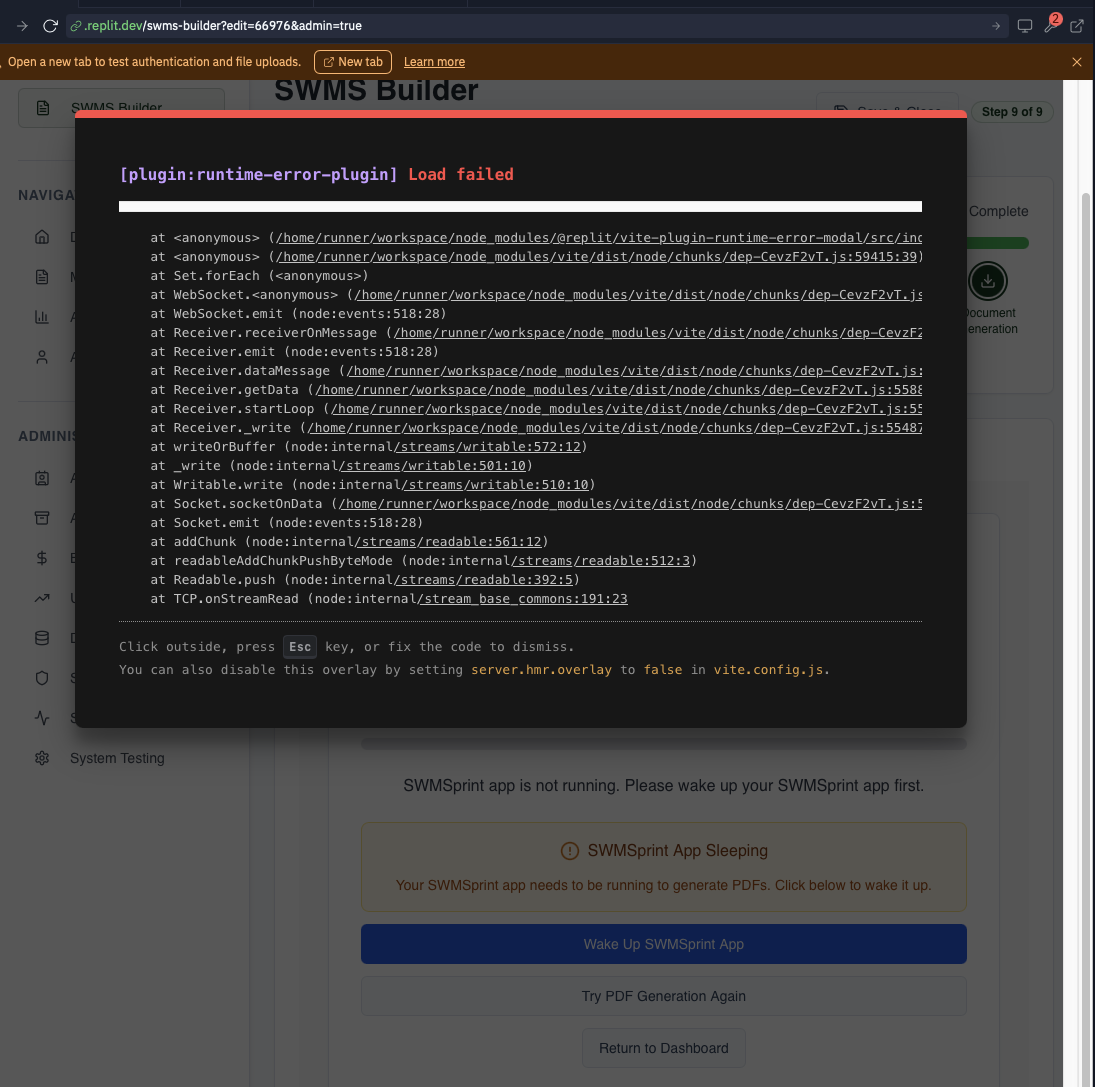 .replit.dev/swms-builder?edit=66976&admin=true
2
Open a new tab to test authentication and file uploads. New tab Learn more
SWMS Builder
SWMS Builder
Save & Close
Step 9 of 9
NAVIGA
Complete
[plugin:runtime-error-plugin] Load failed
at <anonymous> (/home/runner/workspace/node_modules/@replit/vite-plugin-runtime-error-modal/src/ind
at <anonymous> (/home/runner/workspace/node_modules/vite/dist/node/chunks/dep-CevzF2vT.js:59415:39)
at Set.forEach (<anonymous>)
at WebSocket.<anonymous> (/home/runner/workspace/node_modules/vite/dist/node/chunks/dep-CevzF2vT.js
at WebSocket.emit (node:events:518:28)
at Receiver.receiverOnMessage (/home/runner/workspace/node_modules/vite/dist/node/chunks/dep-CevzF2
at Receiver.emit (node:events:518:28)
at Receiver.dataMessage (/home/runner/workspace/node_modules/vite/dist/node/chunks/dep-CevzF2vT.js:
at Receiver.getData (/home/runner/workspace/node_modules/vite/dist/node/chunks/dep-CevzF2vT.js:5588
at Receiver.startLoop (/home/runner/workspace/node_modules/vite/dist/node/chunks/dep-CevzF2vT.js:55
at Receiver._write (/home/runner/workspace/node_modules/vite/dist/node/chunks/dep-CevzF2vT.js:55487
at writeOrBuffer (node:internal/streams/writable:572:12)
at _write (node:internal/streams/writable:501:10)
at Writable.write (node:internal/streams/writable:510:10)
at Socket.socketOnData (/home/runner/workspace/node_modules/vite/dist/node/chunks/dep-CevzF2vT.js:5
at Socket.emit (node:events:518:28)
at addChunk (node:internal/streams/readable:561:12)
at readableAddChunkPushByteMode (node:internal/streams/readable:512:3)
at Readable.push (node:internal/streams/readable:392:5)
at TCP.onStreamRead (node:internal/stream_base_commons:191:23
Click outside, press Esc key, or fix the code to dismiss.
You can also disable this overlay by setting server.hmr.overlay to false in vite.config.js.
ocument
eneration
ADMINIS
System Testing
SWMSprint app is not running. Please wake up your SWMSprint app first.
SWMSprint App Sleeping
Your SWMSprint app needs to be running to generate PDFs. Click below to wake it up.
Wake Up SWMSprint App
Try PDF Generation Again
Return to Dashboard